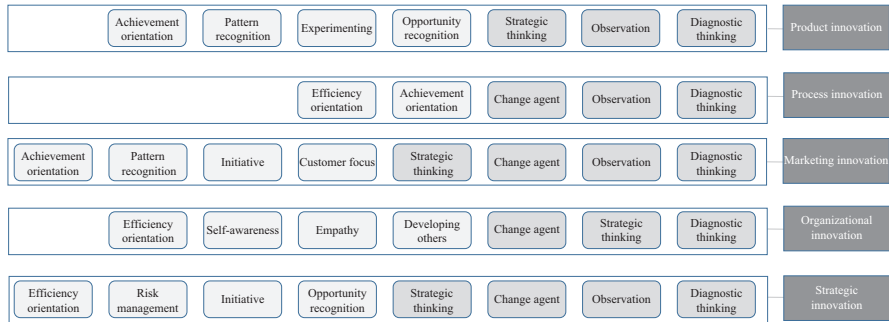 Achievement
orientation
Pattern
recognition
Experimenting
Opportunity
recognition
Strategic
thinking
Observation
Diagnostic
thinking
Product innovation
Efficiency
orientation
Achievement
orientation
Change agent
Observation
Diagnostic
thinking
Process innovation
Achievement
orientation
Pattern
recognition
Initiative
Customer focus
Strategic
thinking
Change agent
Observation
Diagnostic
thinking
Marketing innovation
Efficiency
orientation
Self-awareness
Empathy
Developing
others
Change agent
Strategic
thinking
Diagnostic
thinking
Organizational
innovation
Efficiency
orientation
Risk
management
Initiative
Opportunity
recognition
Strategic
thinking
Change agent
Observation
Diagnostic
thinking
Strategic
innovation